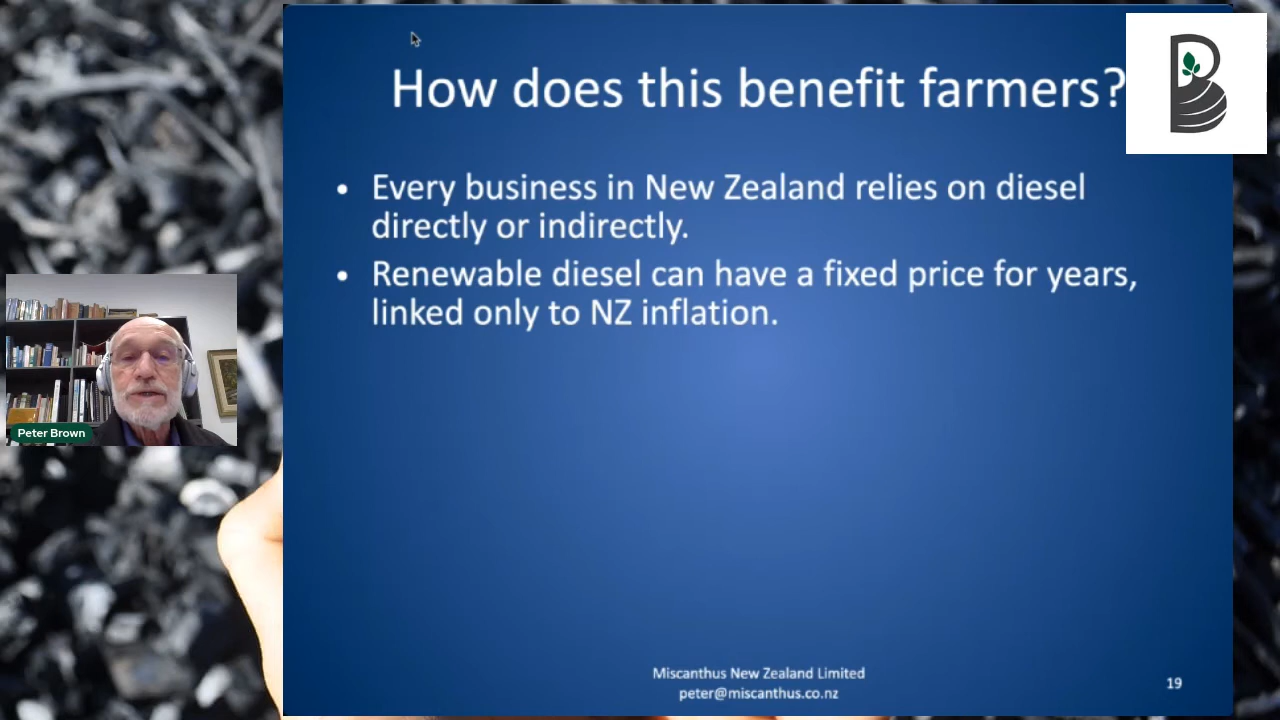 How does this benefit farmers?
• Every business in New Zealand relies on diesel
directly or indirectly.
• Renewable diesel can have a fixed price for years,
linked only to NZ inflation.
Peter Brown
Miscanthus New Zealand Limited
peter@miscanthus.co.nz
19